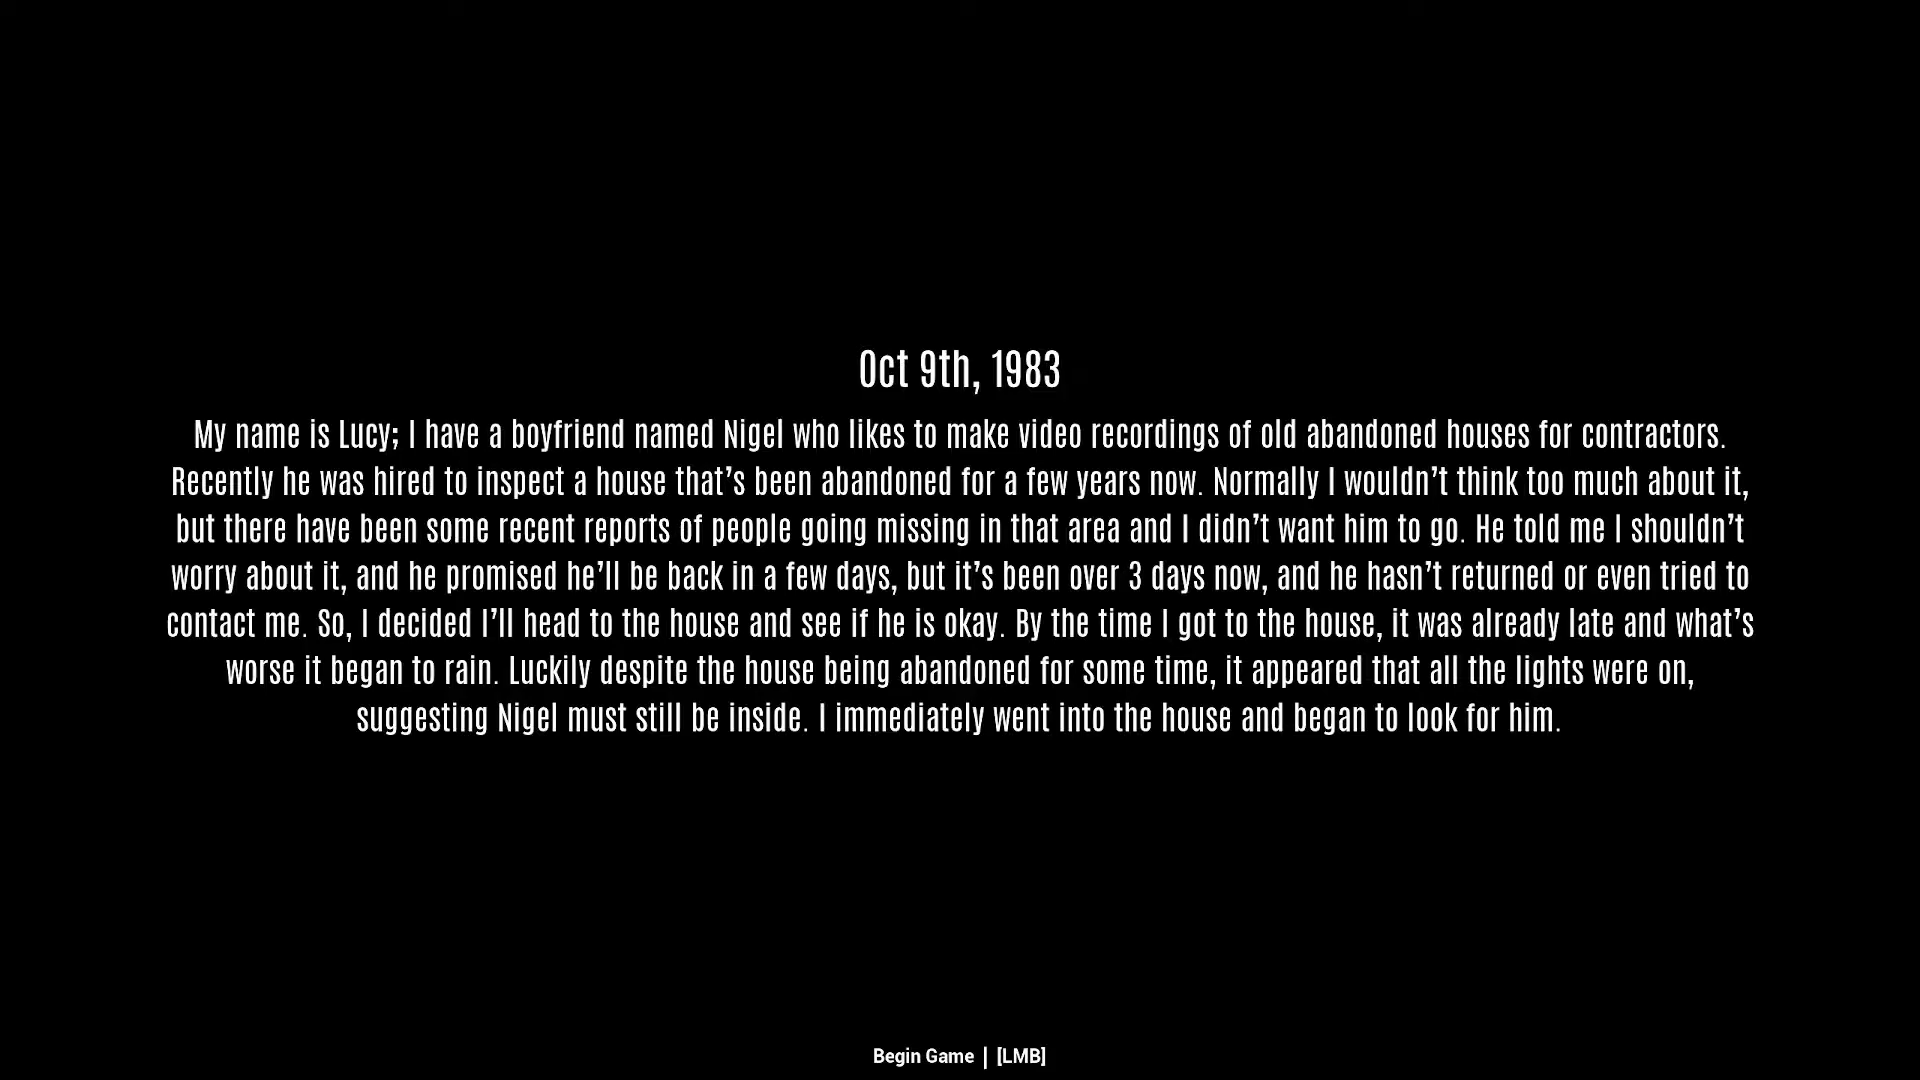 Oct 9th, 1983
My name is Lucy; I have a boyfriend named Nigel who likes to make video recordings of old abandoned houses for contractors.
Recently he was hired to inspect a house that’s been abandoned for a few years now. Normally I wouldn’t think too much about it,
but there have been some recent reports of people going missing in that area and I didn’t want him to go. He told me I shouldn’t
worry about it, and he promised he’ll be back in a few days, but it’s been over 3 days now, and he hasn’t returned or even tried to
contact me. So, I decided I’ll head to the house and see if he is okay. By the time I got to the house, it was already late and what’s
worse it began to rain. Luckily despite the house being abandoned for some time, it appeared that all the lights were on,
suggesting Nigel must still be inside. I immediately went into the house and began to look for him.
Begin Game | [LMB]